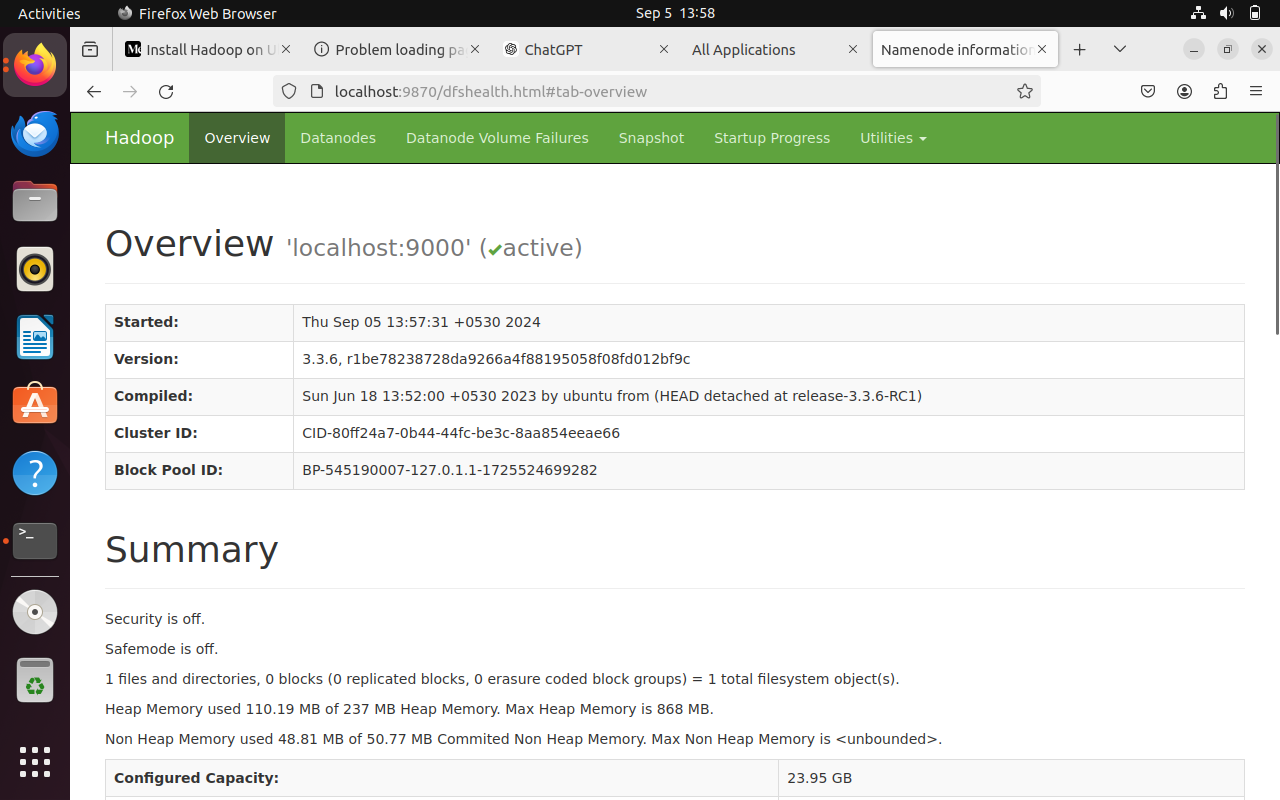 Activities Firefox Web Browser Sep 5 13:58
Install Hadoop on U Problem loading pa ChatGPT All Applications Namenode information
localhost:9870/dfshealth.html#tab-overview
Hadoop Overview Datanodes Datanode Volume Failures Snapshot Startup Progress Utilities
Overview 'localhost:9000' (✔active)
Started: Thu Sep 05 13:57:31 +0530 2024
Version: 3.3.6, r1be78238728da9266a4f88195058f08fd012bf9c
Compiled: Sun Jun 18 13:52:00 +0530 2023 by ubuntu from (HEAD detached at release-3.3.6-RC1)
Cluster ID: CID-80ff24a7-0b44-44fc-be3c-8aa854eeae66
Block Pool ID: BP-545190007-127.0.1.1-1725524699282
Summary
Security is off.
Safemode is off.
1 files and directories, 0 blocks (0 replicated blocks, 0 erasure coded block groups) = 1 total filesystem object(s).
Heap Memory used 110.19 MB of 237 MB Heap Memory. Max Heap Memory is 868 MB.
Non Heap Memory used 48.81 MB of 50.77 MB Commited Non Heap Memory. Max Non Heap Memory is <unbounded>.
Configured Capacity: 23.95 GB